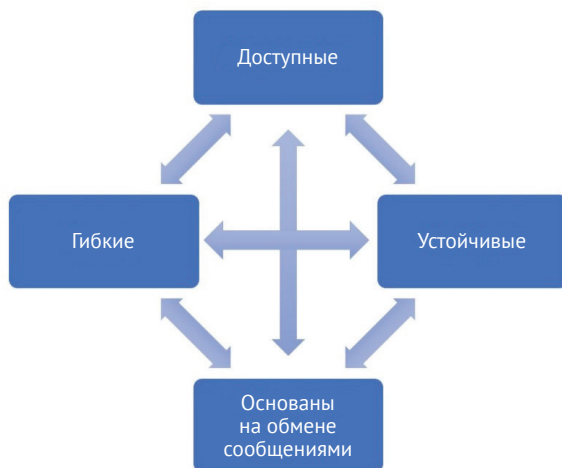 Доступные
Гибкие
Устойчивые
Основаны
на обмене
сообщениями